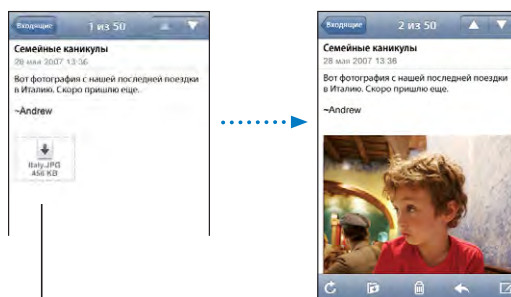 Входящие 1 из 50
Семейные каникулы
28 мая 2007 13:36
Вот фотография с нашей последней поездки
в Италию. Скоро пришлю еще.
~Andrew
Italy.JPG
456 KB
Входящие 2 из 50
Семейные каникулы
28 мая 2007 13:36
Вот фотография с нашей последней поездки
в Италию. Скоро пришлю еще.
~Andrew